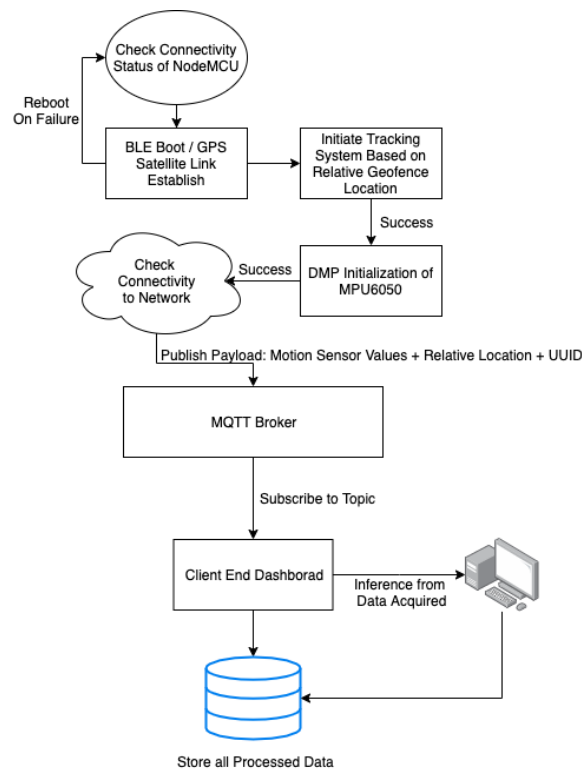 Check Connectivity
Status of NodeMCU
Reboot
On Failure
BLE Boot / GPS
Satellite Link
Establish
Initiate Tracking
System Based on
Relative Geofence
Location
Success
DMP Initialization of
MPU6050
Success
Check
Connectivity
to Network
Publish Payload: Motion Sensor Values + Relative Location + UUID
MQTT Broker
Subscribe to Topic
Client End Dashborad
Inference from
Data Acquired
Store all Processed Data